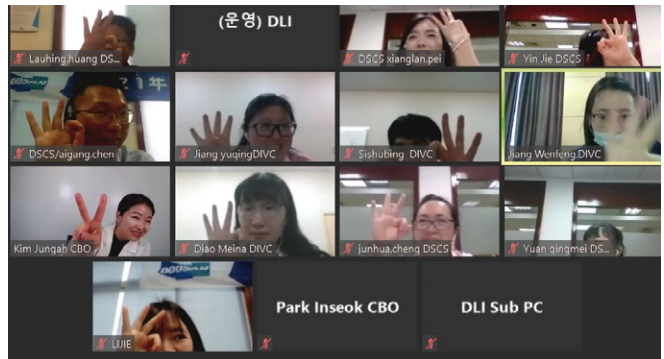 Lauhing.huang DS...
(운영) DLI
DSCS xianglan.pei
Yin Jie DSCS
DSCS/aigang.chen
Jiang yuqingDIVC
Sishubing DIVC
Jiang Wenfeng.DIVC
Kim Jungah CBO
Diao Meina DIVC
junhua.cheng DSCS
Yuan qingmei DS...
LIJIE
Park Inseok CBO
DLI Sub PC